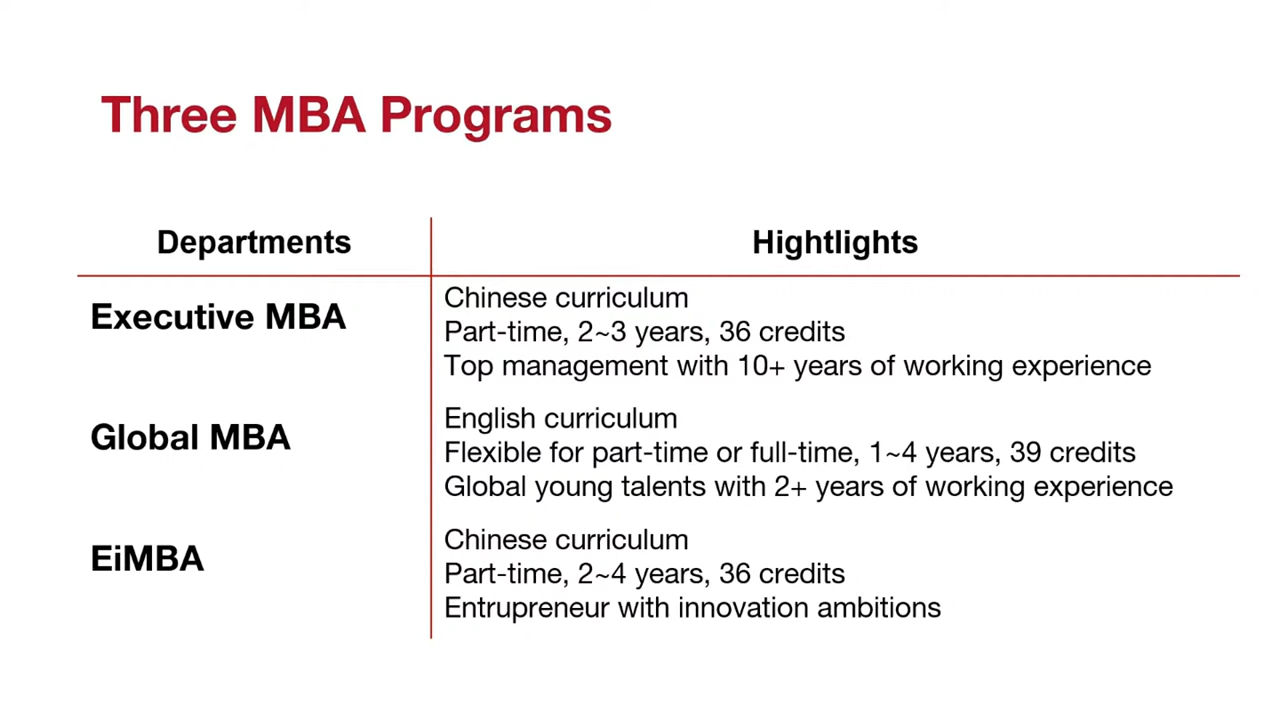 Three MBA Programs
Departments
Hightlights
Executive MBA
Chinese curriculum
Part-time, 2~3 years, 36 credits
Top management with 10+ years of working experience
Global MBA
English curriculum
Flexible for part-time or full-time, 1~4 years, 39 credits
Global young talents with 2+ years of working experience
EiMBA
Chinese curriculum
Part-time, 2~4 years, 36 credits
Entrupreneur with innovation ambitions